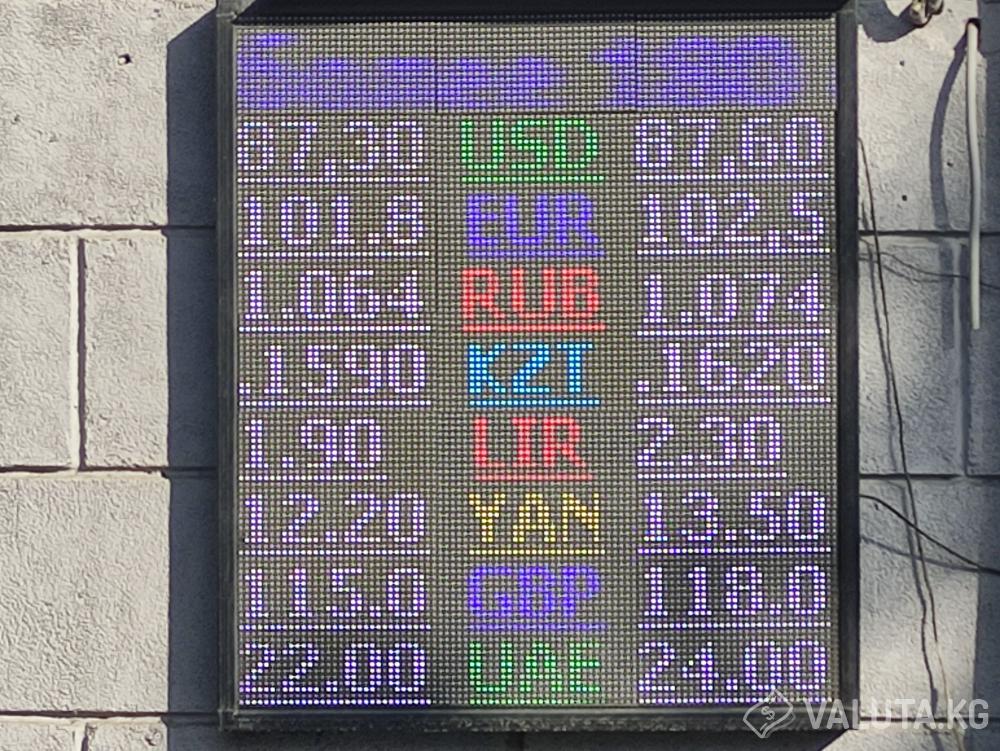 Более 120
87,30 USD 87,60
101.8 EUR 102,5
1.064 RUB 1.074
.1590 KZT .1620
1.90 LIR 2.30
12.20 YAN 13.50
115.0 GBP 118.0
22.00 UAE 24.00
VALUTA.KG